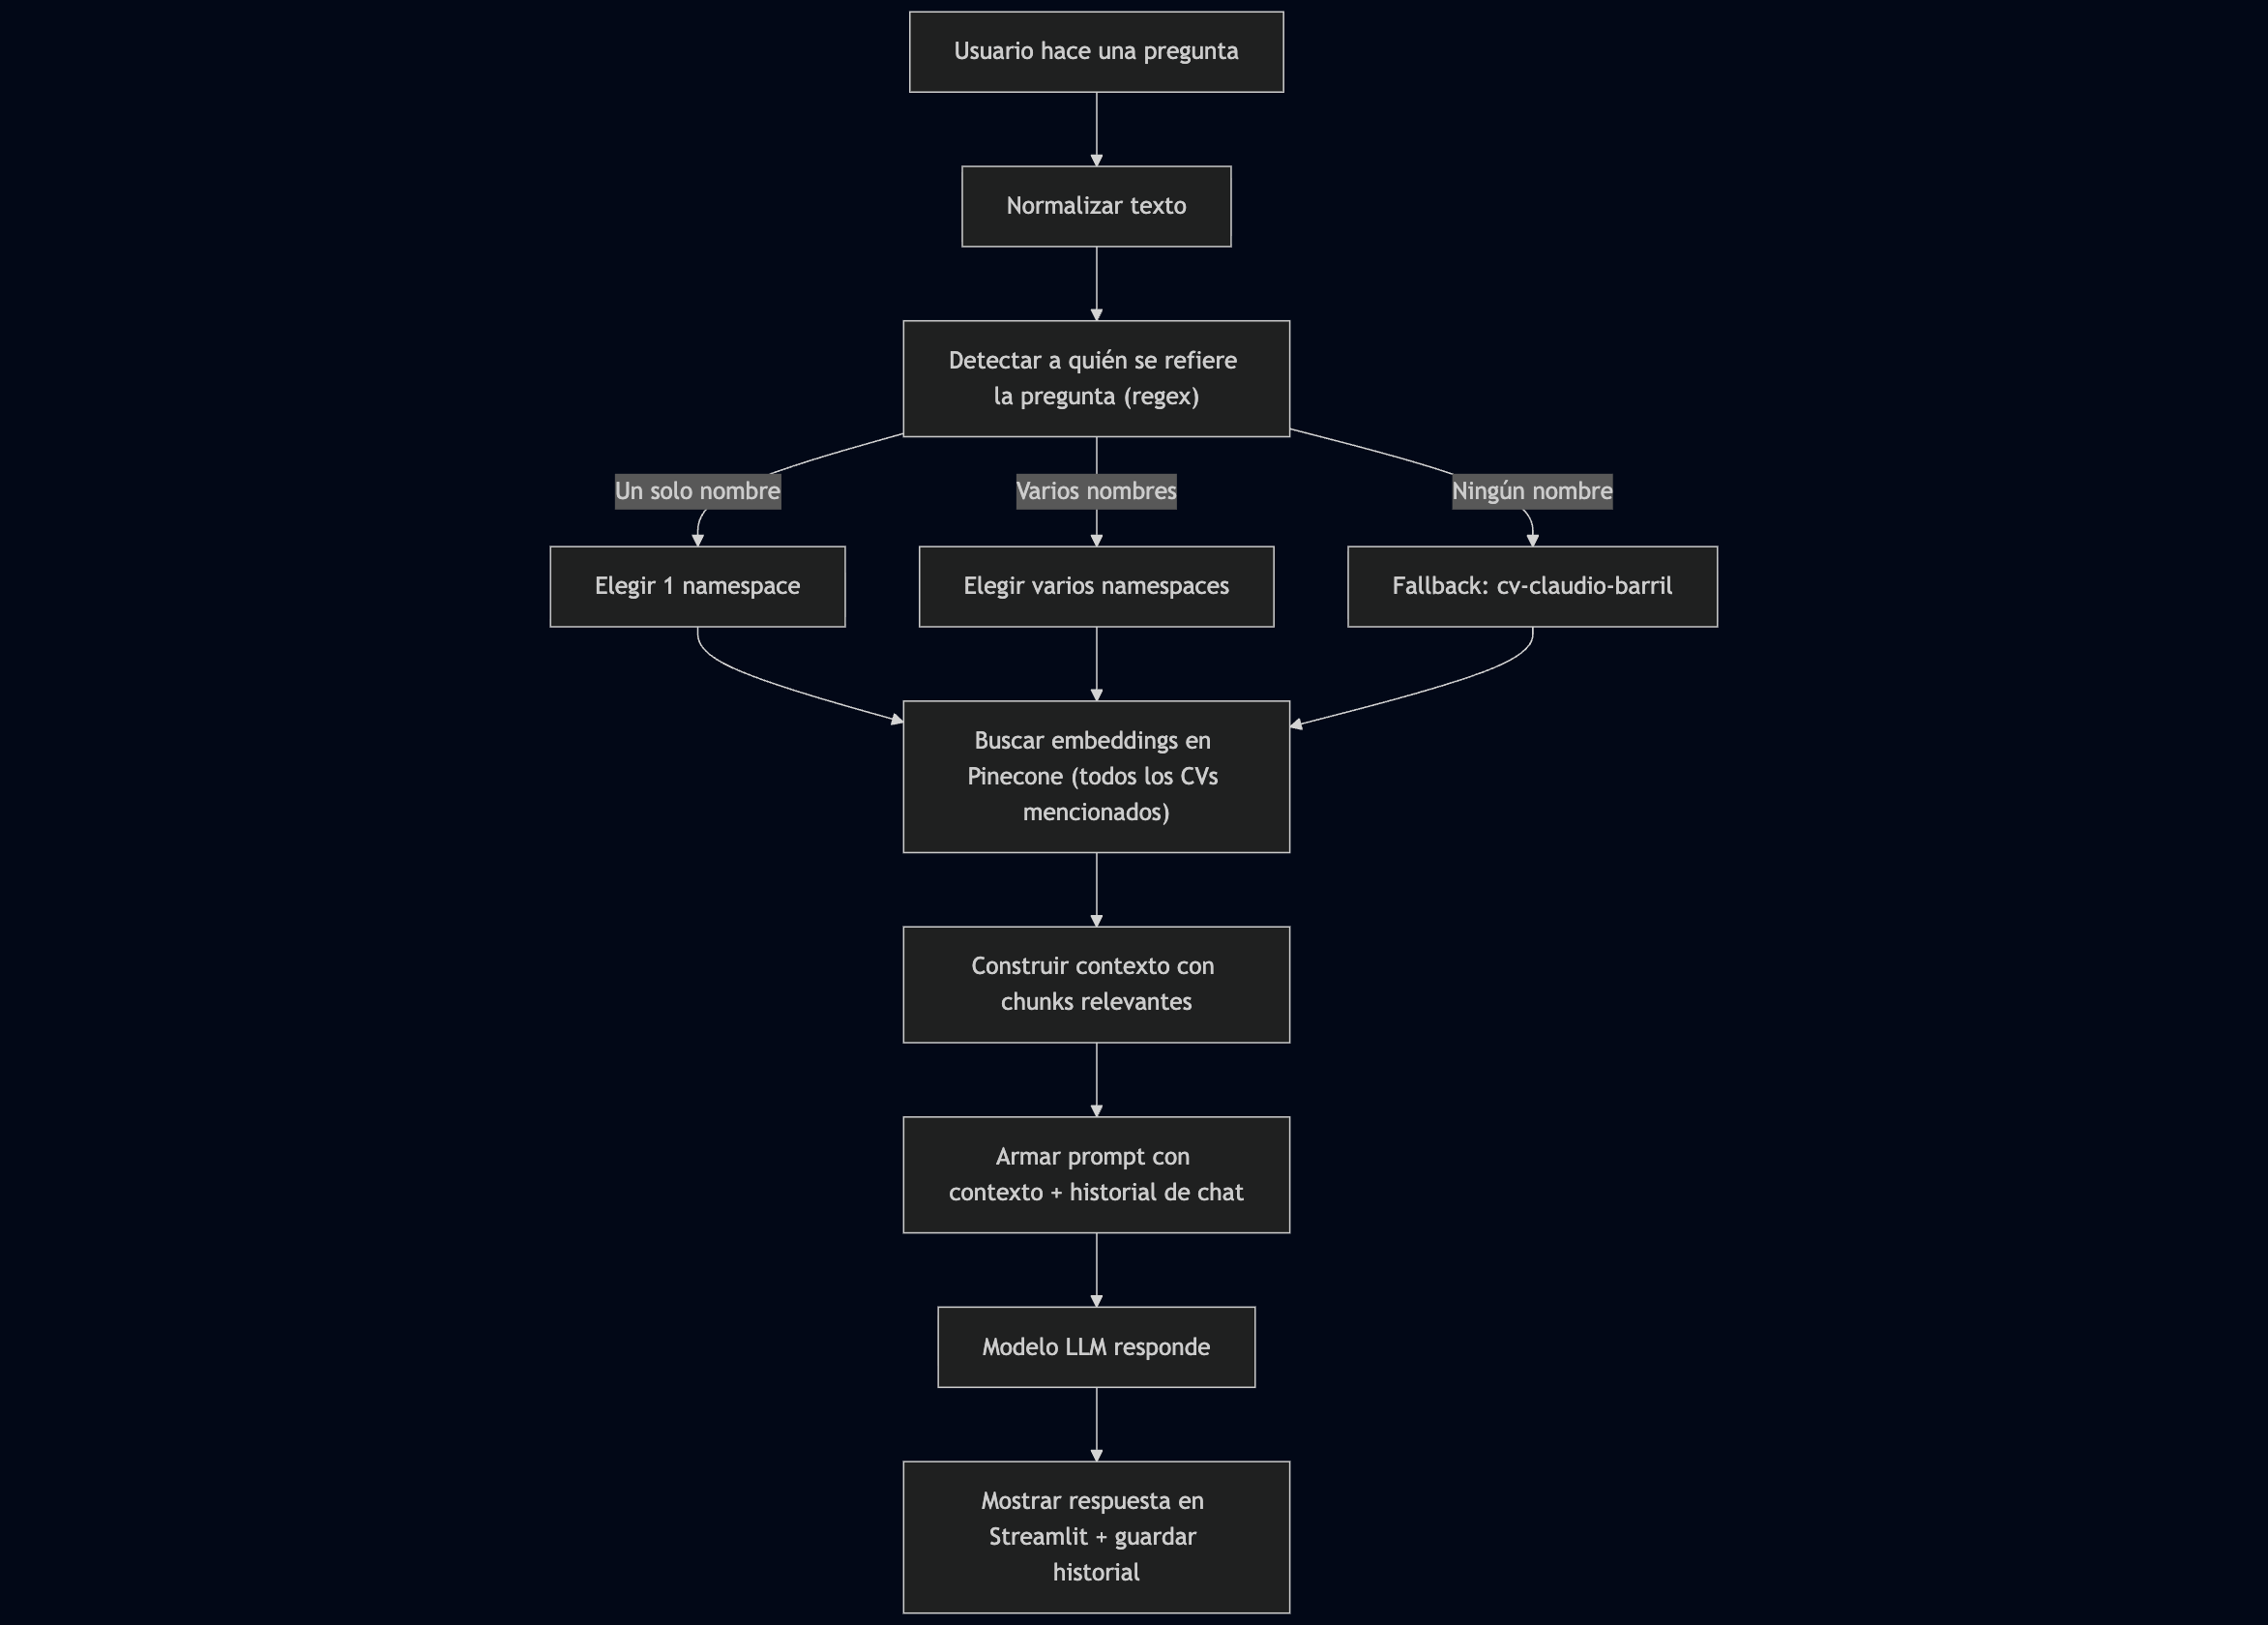 Usuario hace una pregunta
Normalizar texto
Detectar a quién se refiere
la pregunta (regex)
Un solo nombre
Varios nombres
Ningún nombre
Elegir 1 namespace
Elegir varios namespaces
Fallback: cv-claudio-barril
Buscar embeddings en
Pinecone (todos los CVs
mencionados)
Construir contexto con
chunks relevantes
Armar prompt con
contexto + historial de chat
Modelo LLM responde
Mostrar respuesta en
Streamlit + guardar
historial